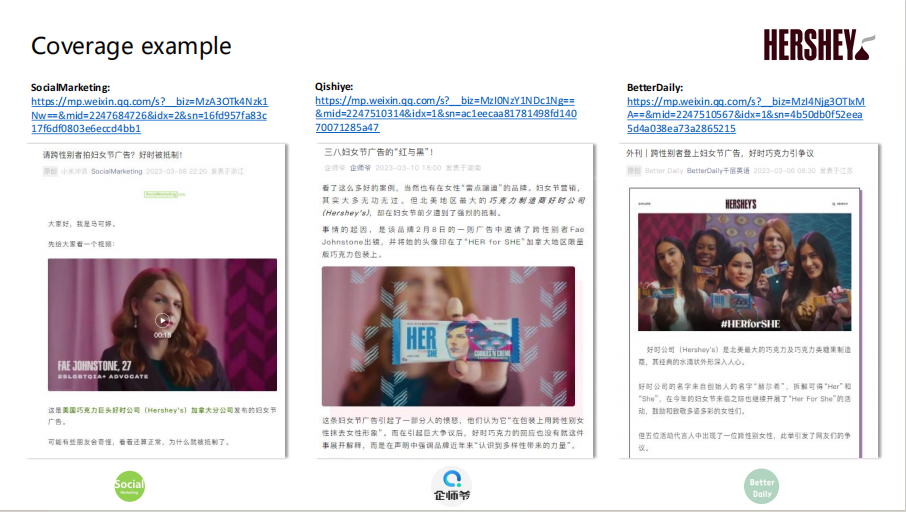 Coverage example
HERSHEY
SocialMarketing:
https://mp.weixin.qq.com/s?__biz=MzA3OTk4Nzk1
Nw==&mid=2247684726&idx=2&sn=16fd957fa83c
17f6df0803e6eccd4bb1
请跨性别者拍妇女节广告?好时被抵制!
原创 小米冲浪 SocialMarketing 2023-03-08 22:20 发表于浙江
SocialMarketing
大家好,我是马可婷。
先给大家看一个视频:
00:15
FAE JOHNSTONE, 27
2SLGBTQIA+ ADVOCATE
这是美国巧克力巨头好时公司(Hershey's)加拿大分公司发布的妇女节
广告。
可能有些朋友会奇怪,看着还算正常,为什么就被抵制了。
Social
Marketing
Qishiye:
https://mp.weixin.qq.com/s?__biz=MzI0NzY1NDc1Ng==
&mid=2247510314&idx=1&sn=ac1eecaa81781498fd140
70071285a47
三八妇女节广告的“红与黑”!
企师爷 企师爷 2023-03-10 18:00 发表于湖南
看了这么多好的案例,当然也有在女性“雷点蹦迪”的品牌。妇女节营销,
其实大多无功无过。但北美地区最大的巧克力制造商好时公司
(Hershey's),却在妇女节前夕遭到了强烈的抵制。
事情的起因,是该品牌2月8日的一则广告中邀请了跨性别者Fae
Johnstone出镜,并将她的头像印在了“HER for SHE”加拿大地区限量
版巧克力包装上。
HER
SHE
COOKIES 'N' CREME
这条妇女节广告引起了一部分人的愤怒,他们认为它“在包装上用跨性别女
性抹去女性形象”。而在引起巨大争议后,好时巧克力的回应也没有就这件
事展开解释,而是在声明中强调品牌近年来“认识到多样性带来的力量”。
企师爷
BetterDaily:
https://mp.weixin.qq.com/s?__biz=MzI4Njg3OTIxM
A==&mid=2247510567&idx=1&sn=4b50db0f52eea
5d4a038ea73a2865215
外刊|跨性别者登上妇女节广告,好时巧克力引争议
原创 Better Daily BetterDaily千层英语 2023-03-06 08:30 发表于江苏
HERSHEY'S
#HERforSHE
好时公司(Hershey's)是北美最大的巧克力及巧克力类糖果制造
商,其经典的水滴状外形深入人心。
好时公司的名字来自创始人的名字“赫尔希”,拆解可得“Her”和
“She”,在今年的妇女节来临之际也继续开展了“Her For She”的活
动,鼓励和致敬多姿多彩的女性们。
但五位活动代言人中出现了一位跨性别女性,此举引发了网友们的争
议。
Better
Daily